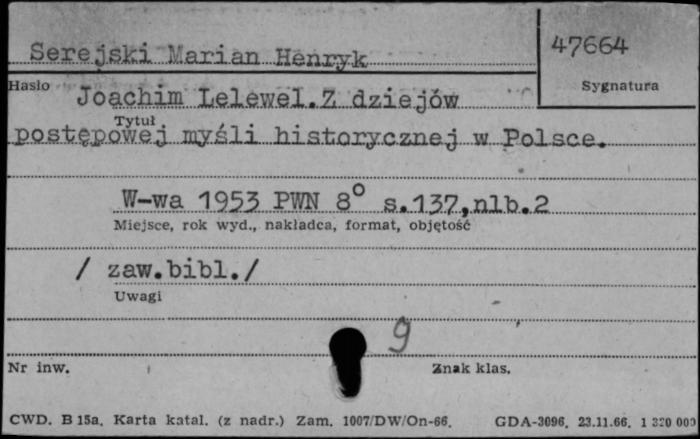 Serejski Marian Henryk
47664
Hasło
Sygnatura
Joachim Lelewel.Z dziejów
Tytuł
postępowej myśli historycznej w Polsce.
W-wa 1953 PWN 8° s.137,nlb.2
Miejsce, rok wyd., nakładca, format, objętość
/ zaw.bibl./
Uwagi
9
Nr inw.
Znak klas.
CWD. B 15a. Karta katal. (z nadr.) Zam. 1007/DW/On-66. GDA-3096. 23.11.66. 1 320 000